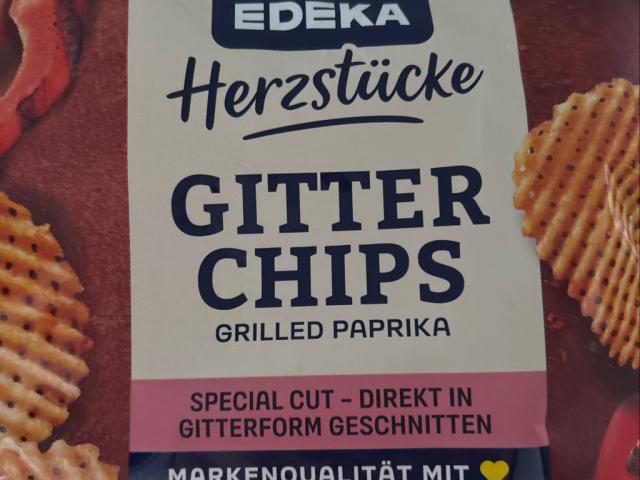 EDEKA
Herzstücke
GITTER
CHIPS
GRILLED PAPRIKA
SPECIAL CUT – DIREKT IN
GITTERFORM GESCHNITTEN
MARKENQUALITÄT MIT